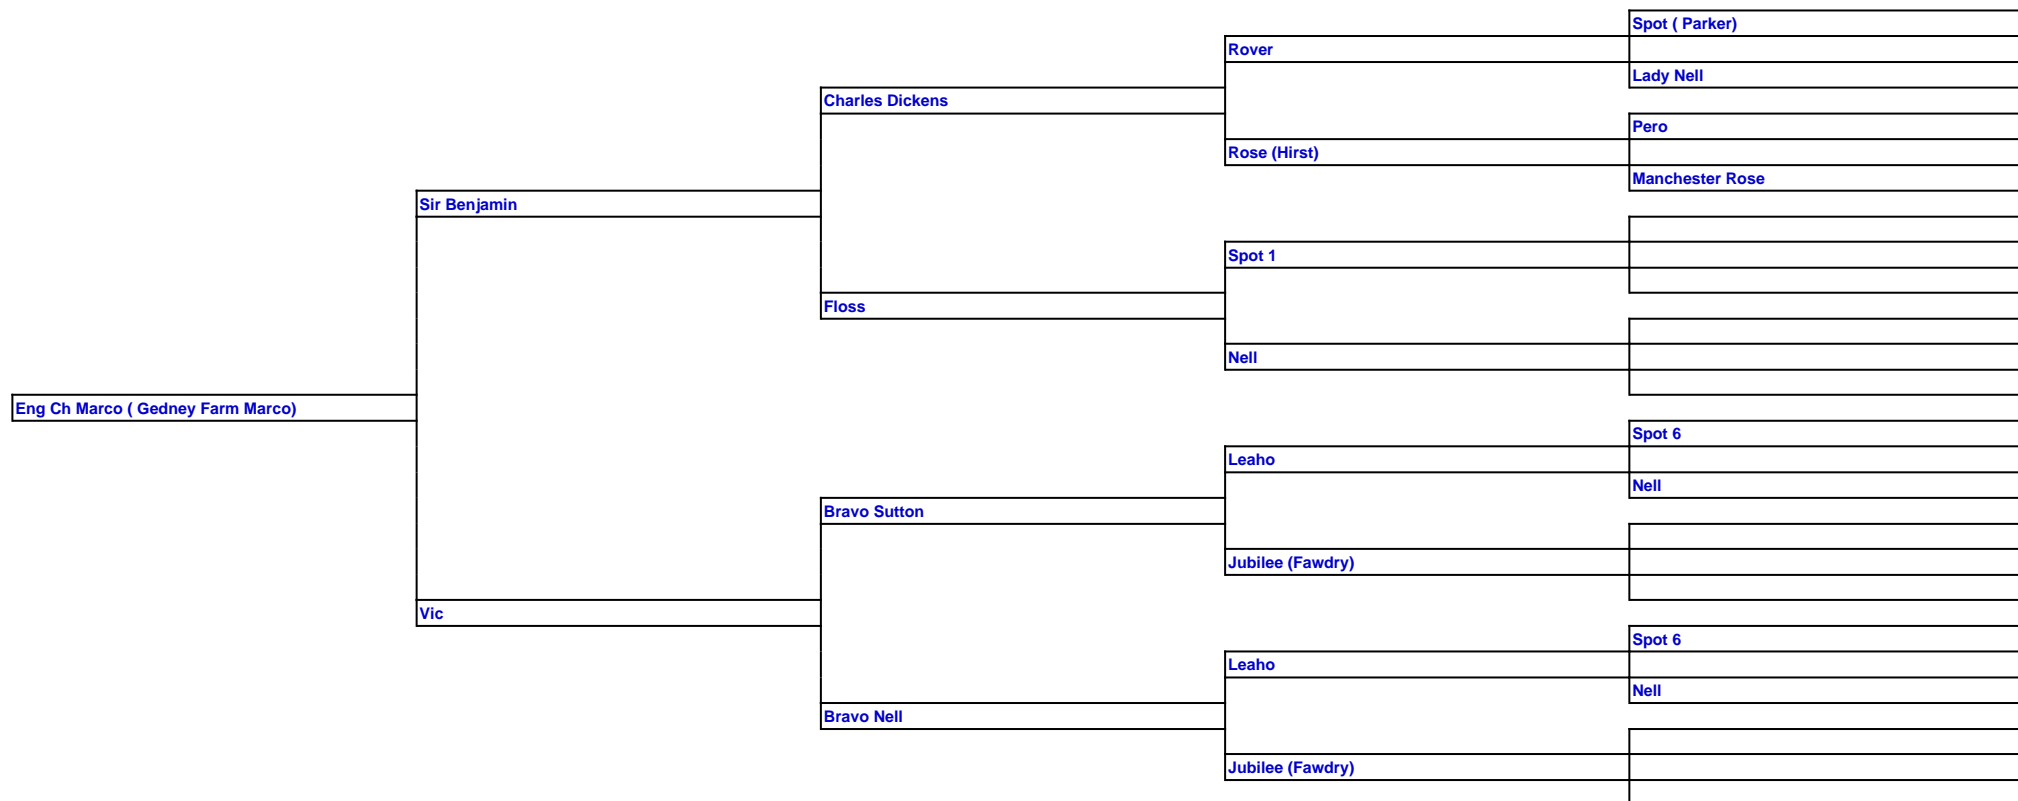 Spot ( Parker)
Rover
Lady Nell
Charles Dickens
Pero
Rose (Hirst)
Manchester Rose
Sir Benjamin
Spot 1
Floss
Nell
Eng Ch Marco ( Gedney Farm Marco)
Spot 6
Leaho
Nell
Bravo Sutton
Jubilee (Fawdry)
Vic
Spot 6
Leaho
Nell
Bravo Nell
Jubilee (Fawdry)